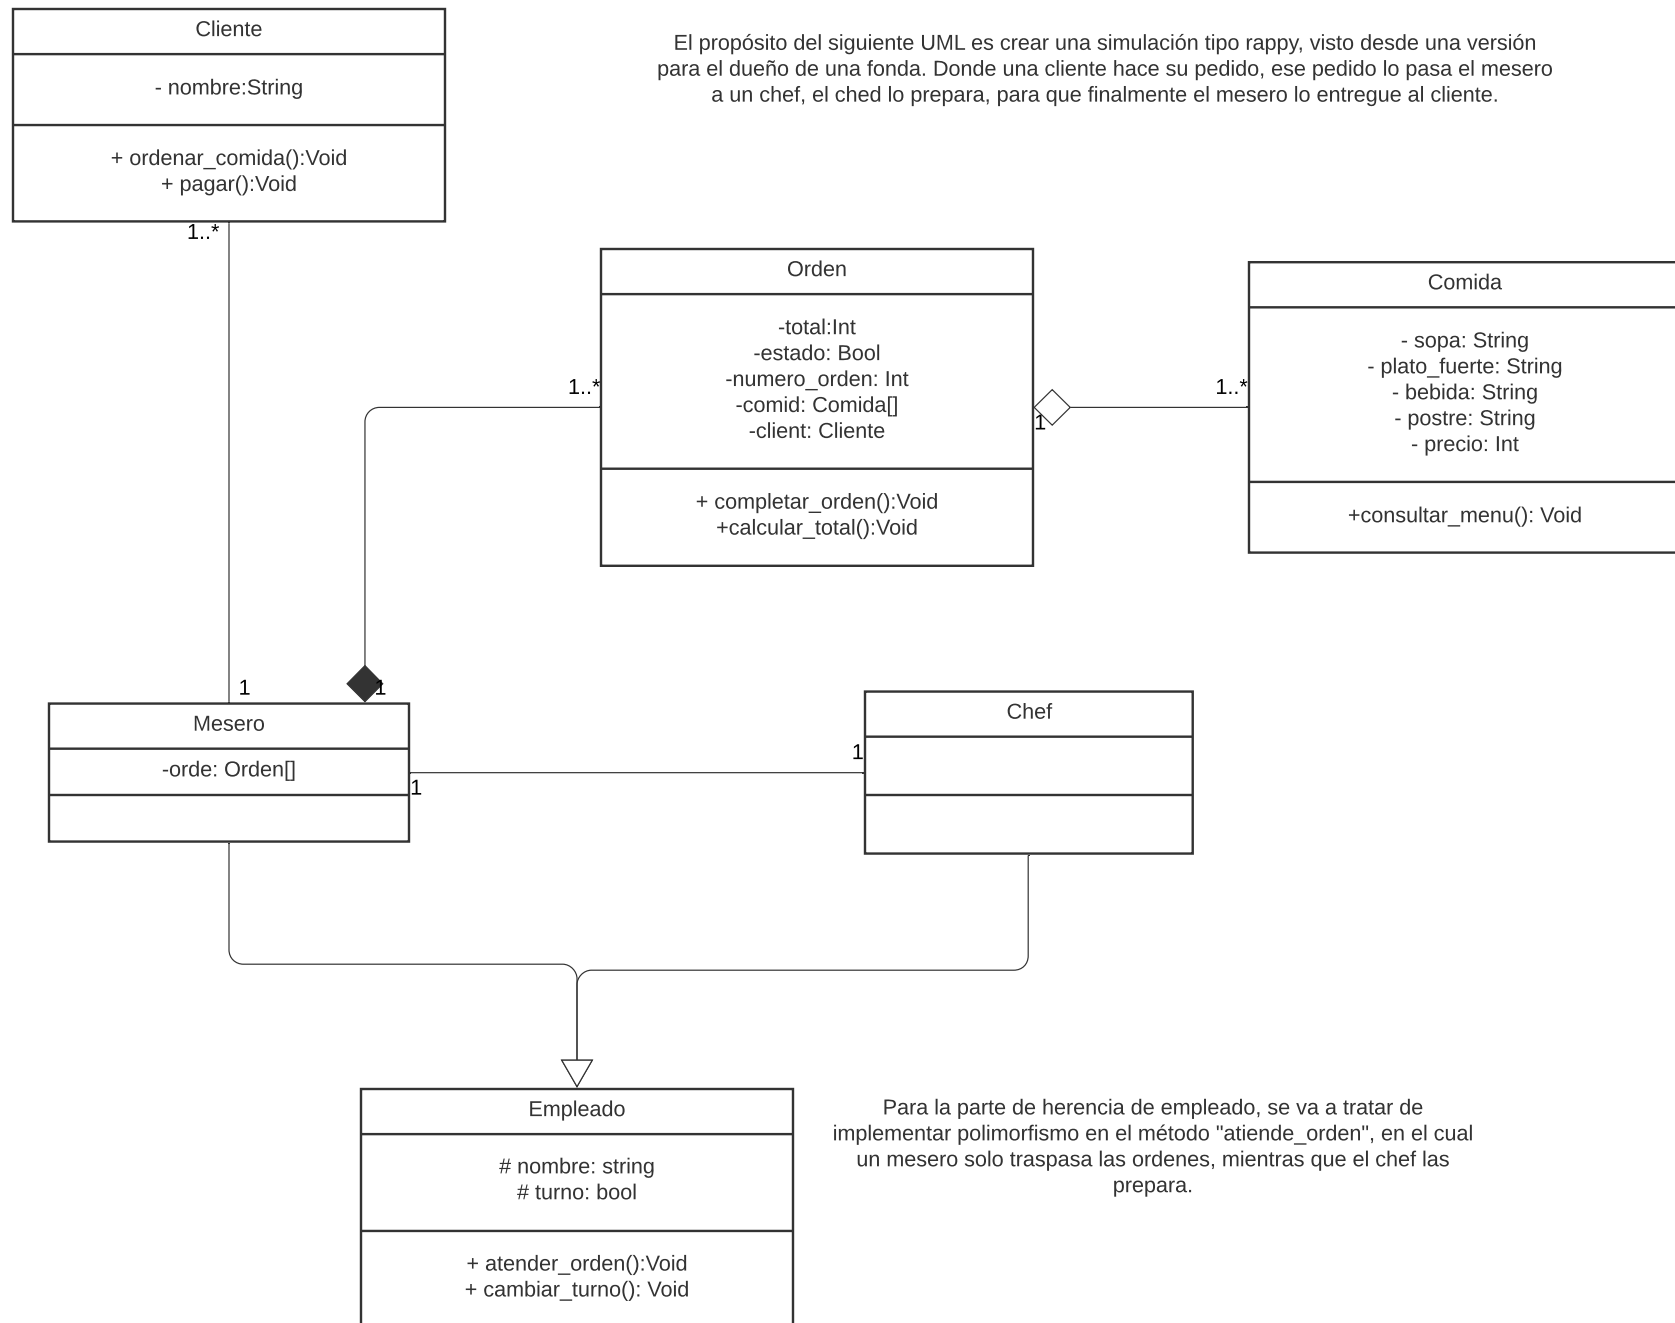 Cliente
- nombre:String
+ ordenar_comida():Void
+ pagar():Void
1..*
El propósito del siguiente UML es crear una simulación tipo rappy, visto desde una versión
para el dueño de una fonda. Donde una cliente hace su pedido, ese pedido lo pasa el mesero
a un chef, el ched lo prepara, para que finalmente el mesero lo entregue al cliente.
Orden
-total:Int
-estado: Bool
-numero_orden: Int
-comid: Comida[]
-client: Cliente
+ completar_orden():Void
+calcular_total():Void
1..*
1
1..*
Comida
- sopa: String
- plato_fuerte: String
- bebida: String
- postre: String
- precio: Int
+consultar_menu(): Void
1
1
Mesero
-orde: Orden[]
1
1
Chef
Empleado
# nombre: string
# turno: bool
+ atender_orden():Void
+ cambiar_turno(): Void
Para la parte de herencia de empleado, se va a tratar de
implementar polimorfismo en el método "atiende_orden", en el cual
un mesero solo traspasa las ordenes, mientras que el chef las
prepara.